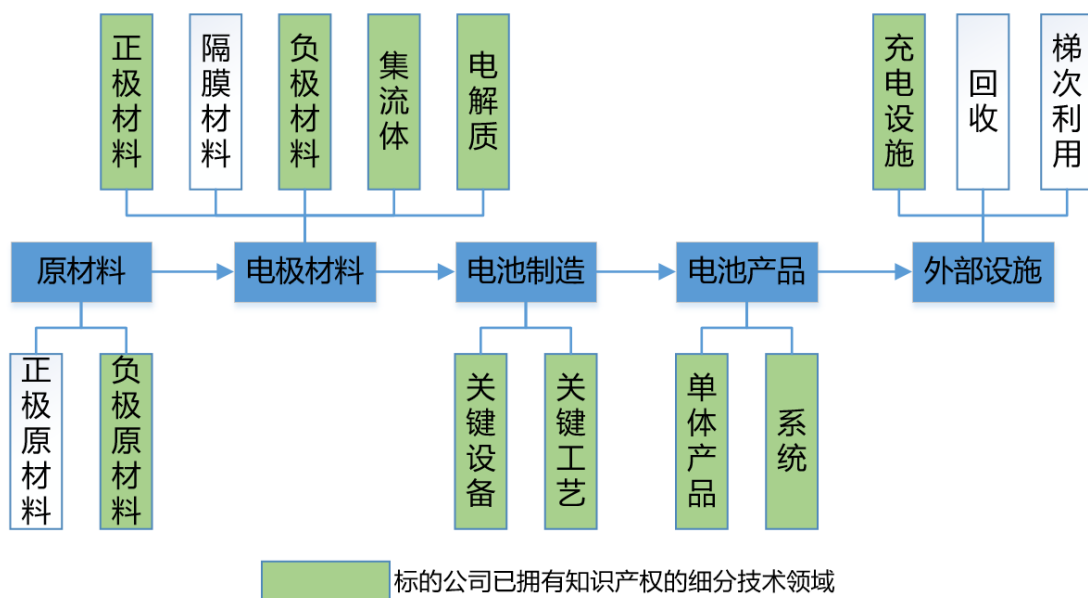 正极材料
隔膜材料
负极材料
集流体
电解质
充电设施
回收
梯次利用
原材料
电极材料
电池制造
电池产品
外部设施
正极原材料
负极原材料
关键设备
关键工艺
单体产品
系统
标的公司已拥有知识产权的细分技术领域